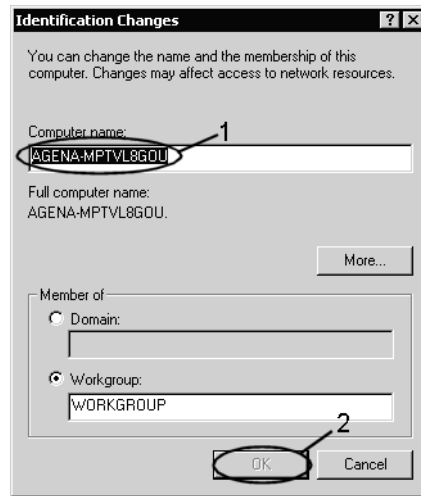 Identification Changes
You can change the name and the membership of this
computer. Changes may affect access to network resources.
Computer name:
1
AGENA-MPTVL8GOU
Full computer name:
AGENA-MPTVL8GOU.
More...
Member of
Domain:
Workgroup:
WORKGROUP
2
OK
Cancel